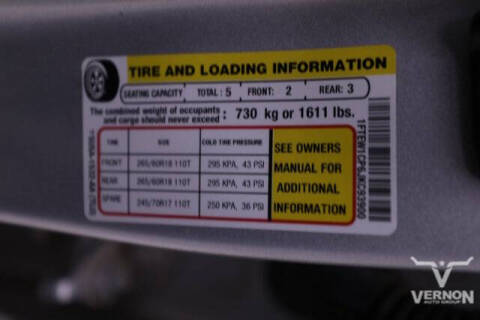 TIRE AND LOADING INFORMATION
SEATING CAPACITY TOTAL : 5 FRONT: 2 REAR: 3
The combined weight of occupants and cargo should never exceed : 730 kg or 1611 lbs.
TIRE SIZE COLD TIRE PRESSURE
FRONT 265/60R18 110T 295 KPA, 43 PSI
REAR 265/60R18 110T 295 KPA, 43 PSI
SPARE 245/70R17 110T 250 KPA, 36 PSI
SEE OWNERS
MANUAL FOR
ADDITIONAL
INFORMATION
1FTEW1CP6JKC93900
VERNON
AUTO GROUP